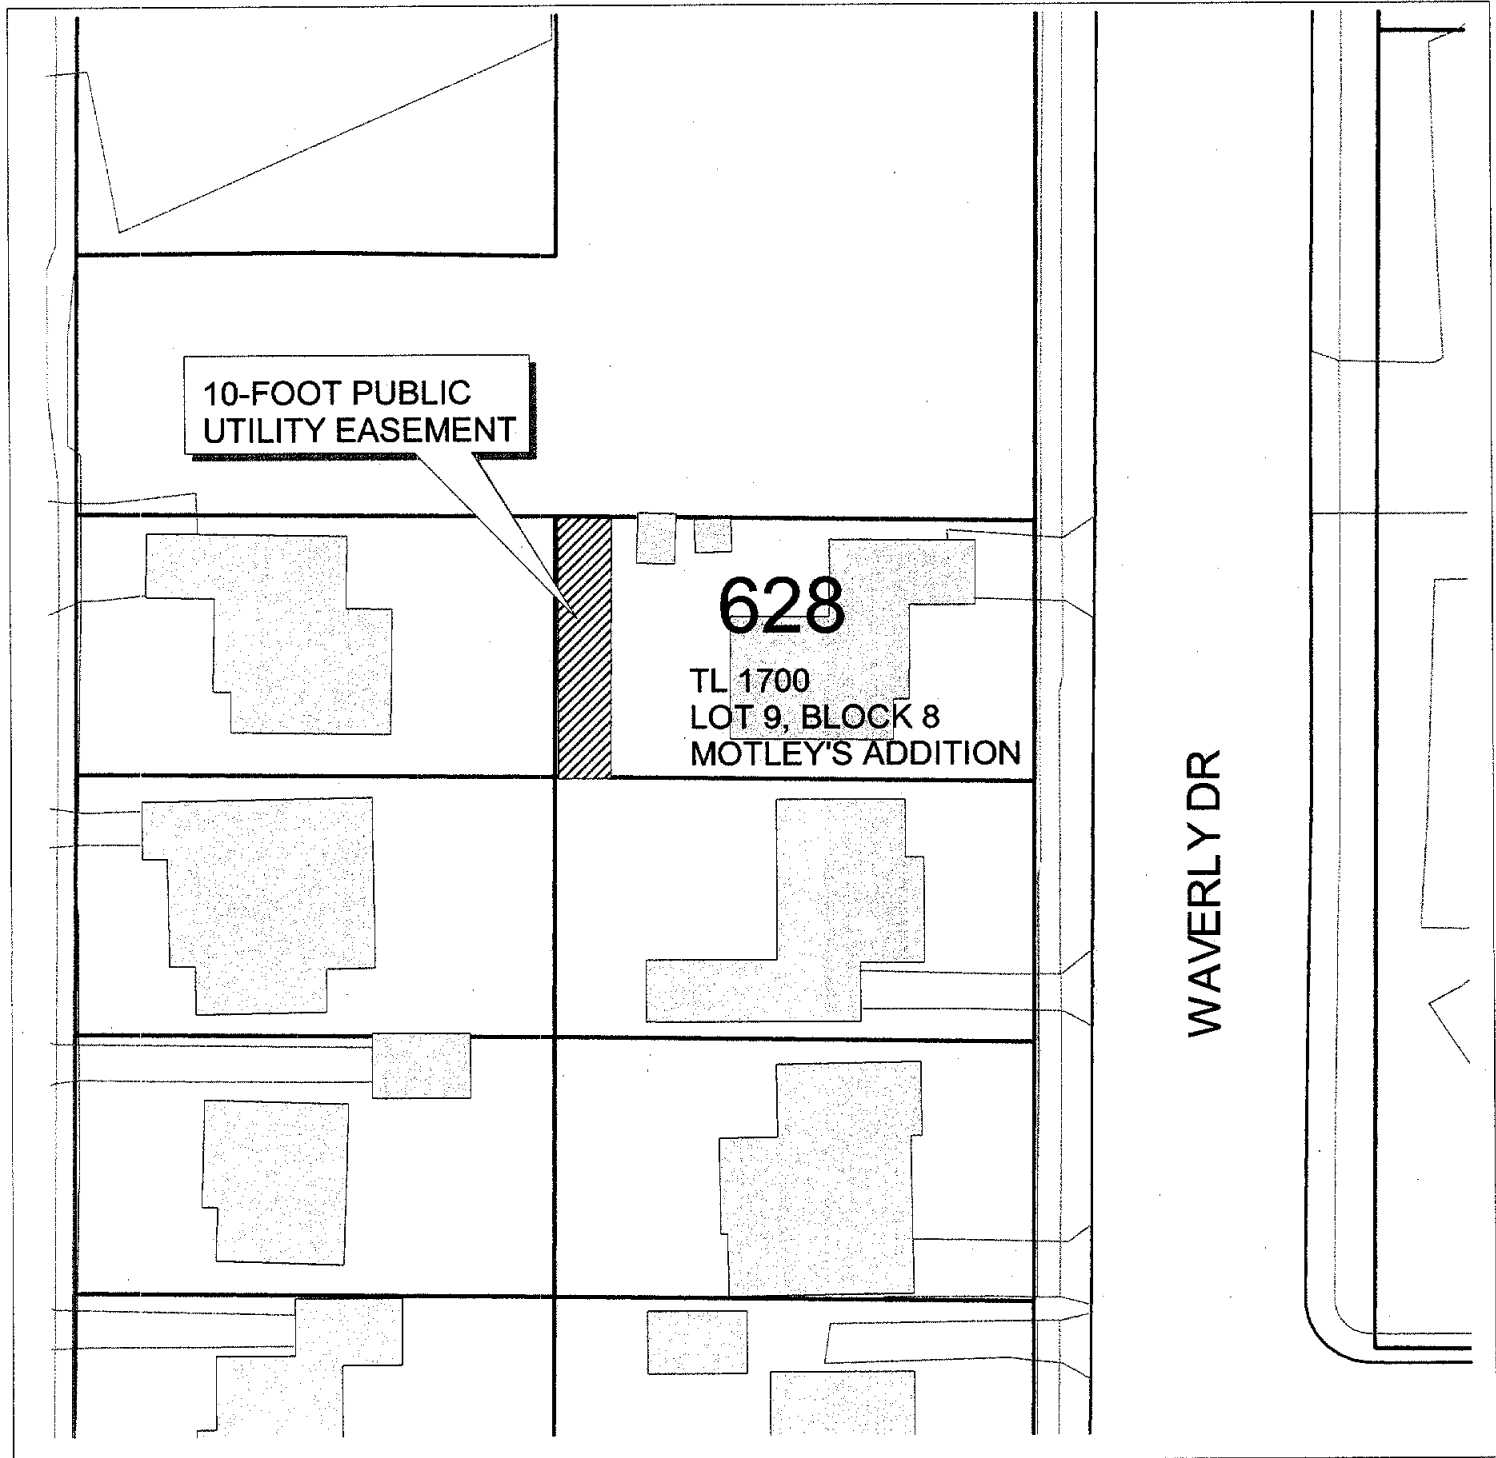 10-FOOT PUBLIC
UTILITY EASEMENT
628
TL 1700
LOT 9, BLOCK 8
MOTLEY'S ADDITION
WAVERLY DR